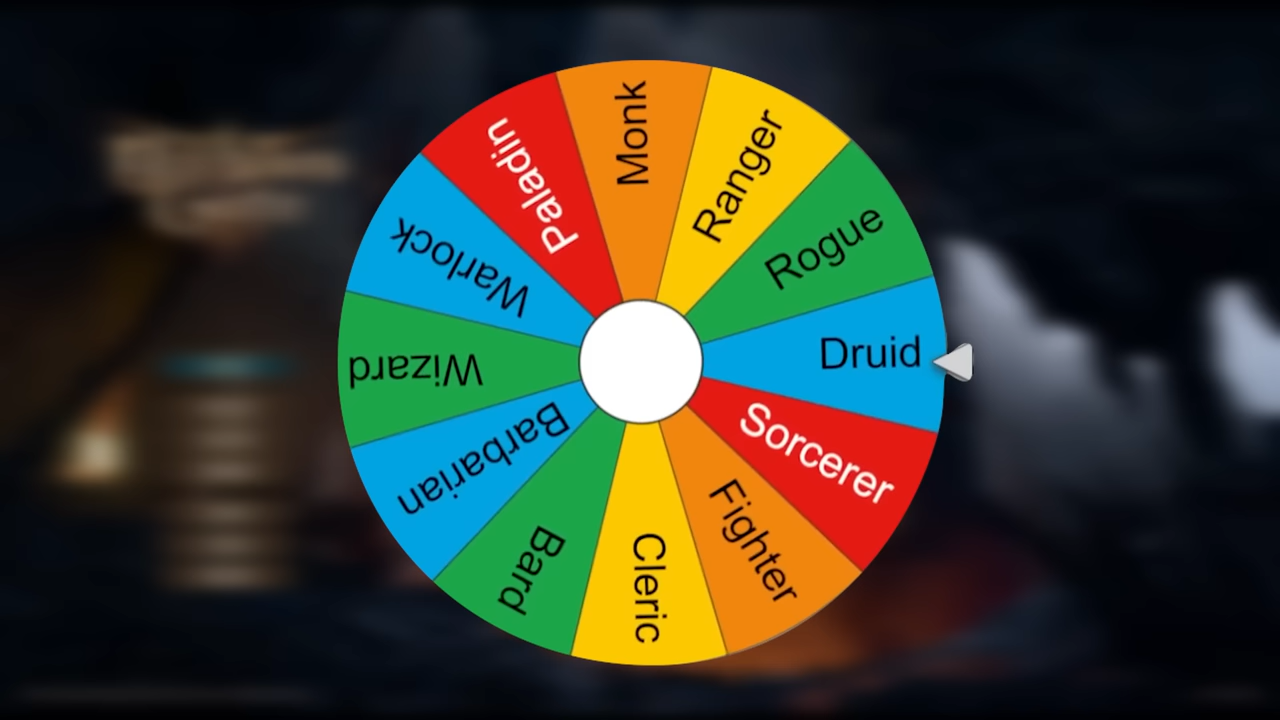 Monk
Ranger
Rogue
Druid
Sorcerer
Fighter
Cleric
Bard
Barbarian
Wizard
Warlock
Paladin